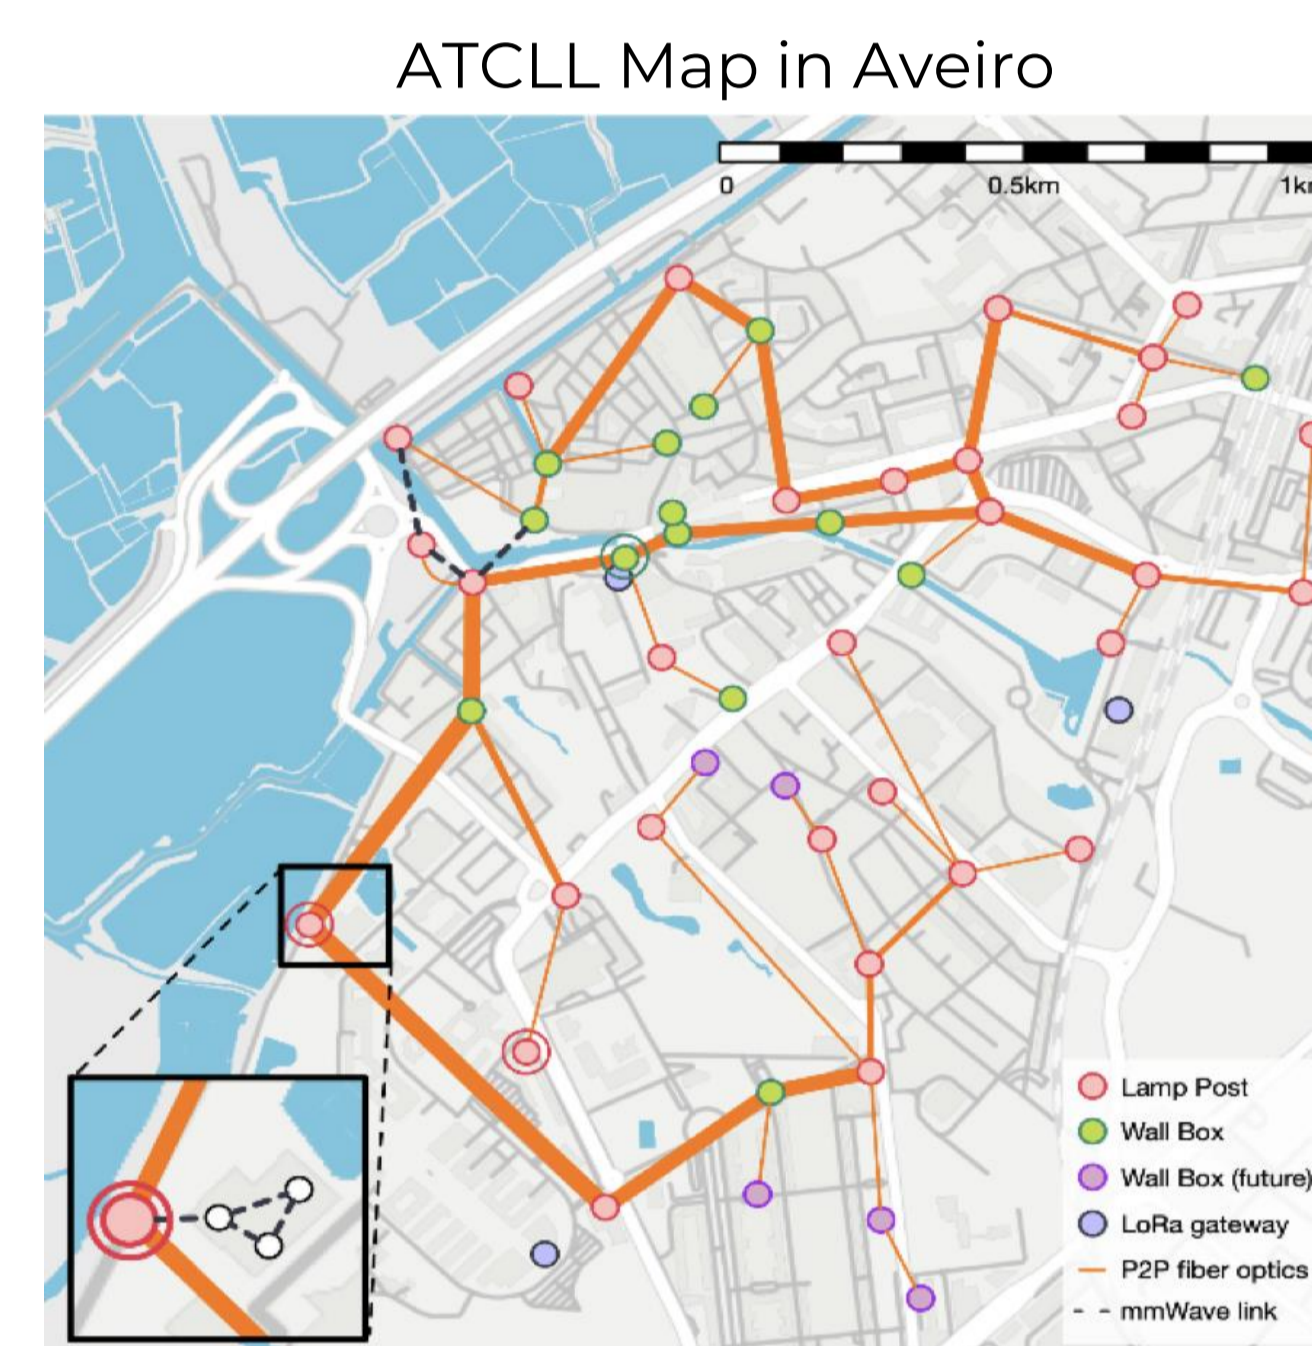 ATCLL Map in Aveiro
0 0.5km 1k
Lamp Post
Wall Box
Wall Box (future)
LoRa gateway
P2P fiber optics
mmWave link